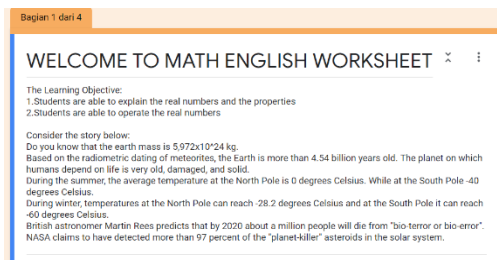 Bagian 1 dari 4
WELCOME TO MATH ENGLISH WORKSHEET
The Learning Objective:
1.Students are able to explain the real numbers and the properties
2.Students are able to operate the real numbers
Consider the story below:
Do you know that the earth mass is 5,972x10^24 kg.
Based on the radiometric dating of meteorites, the Earth is more than 4.54 billion years old. The planet on which
humans depend on life is very old, damaged, and solid.
During the summer, the average temperature at the North Pole is 0 degrees Celsius. While at the South Pole -40
degrees Celsius.
During winter, temperatures at the North Pole can reach -28.2 degrees Celsius and at the South Pole it can reach
-60 degrees Celsius.
British astronomer Martin Rees predicts that by 2020 about a million people will die from "bio-terror or bio-error".
NASA claims to have detected more than 97 percent of the "planet-killer" asteroids in the solar system.